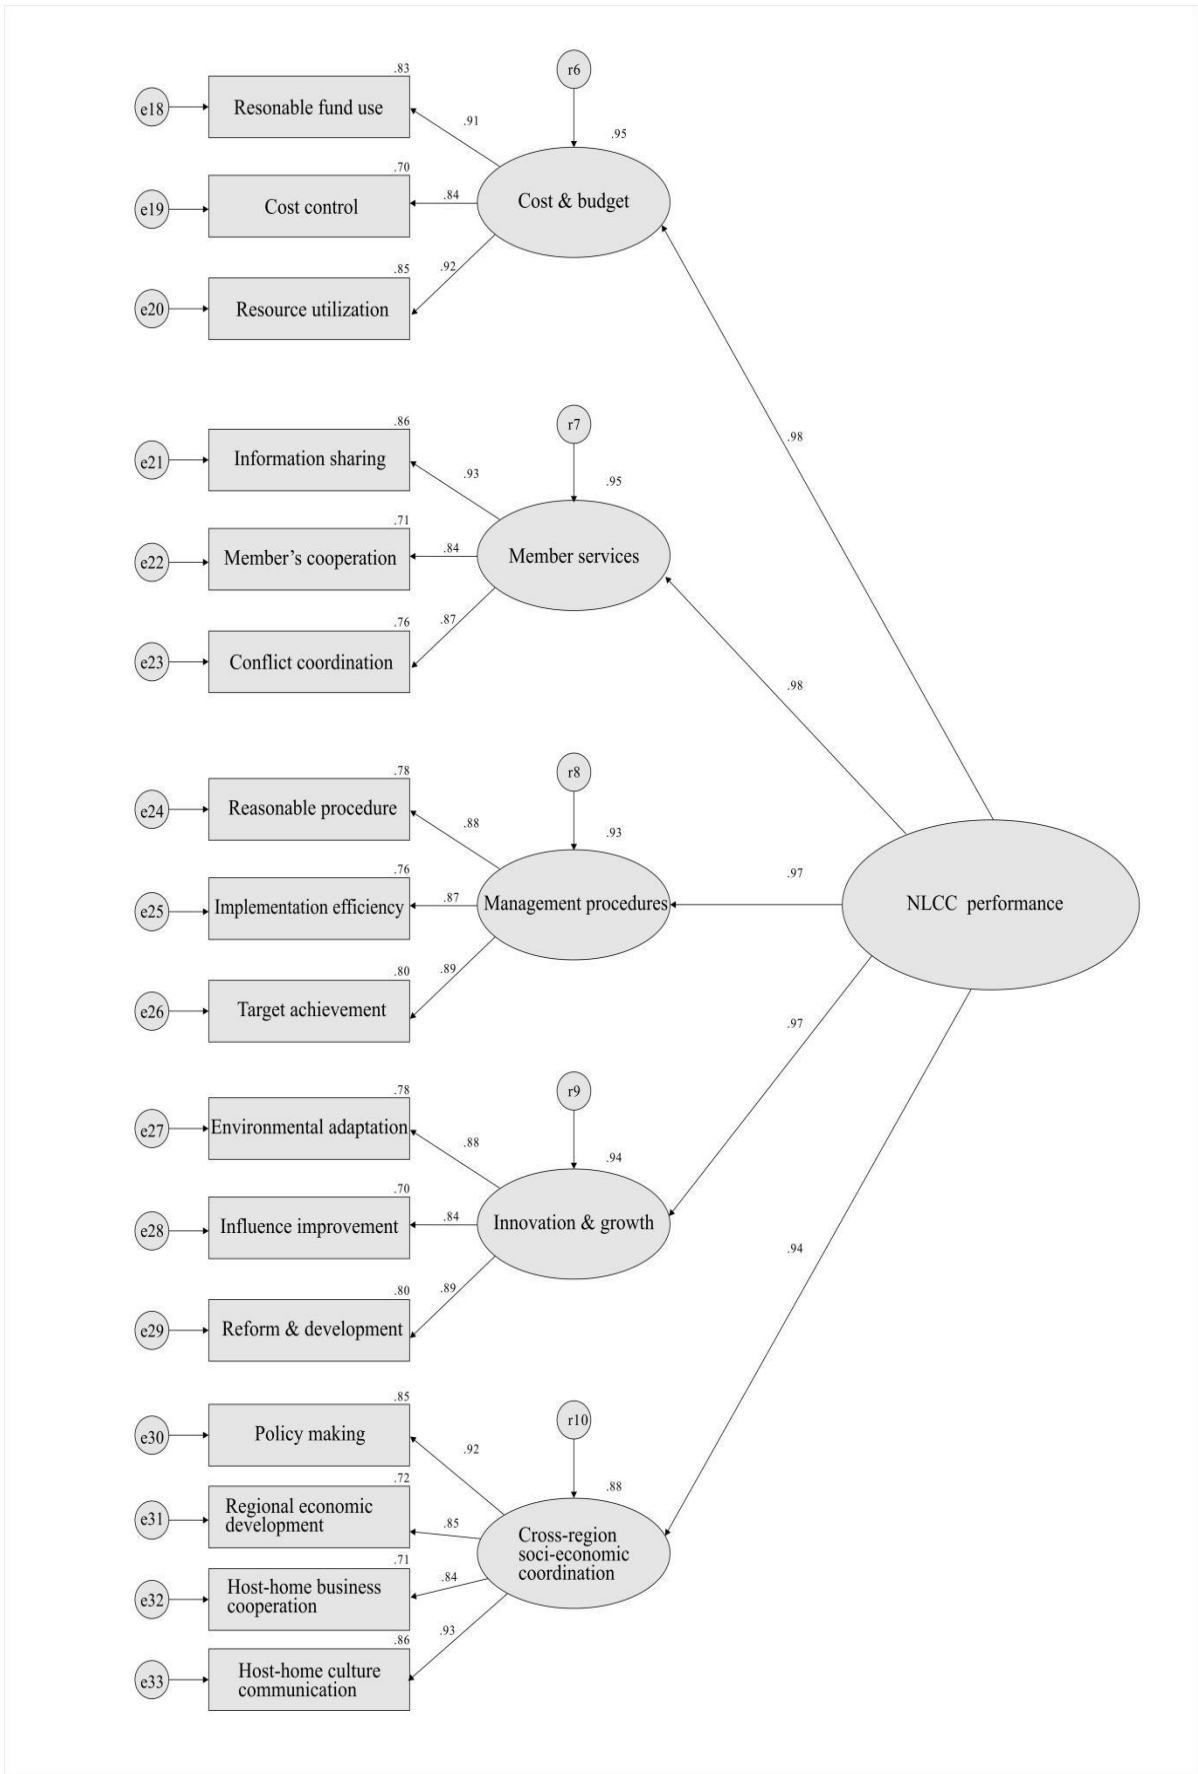 .83
r6
e18
Resonable fund use
.91
.95
.70
e19
Cost control
.84
Cost & budget
.85
.92
e20
Resource utilization
.98
.86
r7
e21
Information sharing
.93
.95
.71
e22
Member’s cooperation
.84
Member services
.76
.87
e23
Conflict coordination
.98
.78
r8
e24
Reasonable procedure
.88
.93
.76
.97
e25
Implementation efficiency
.87
Management procedures
NLCC performance
.80
.89
e26
Target achievement
.97
.78
r9
e27
Environmental adaptation
.88
.94
.70
e28
Influence improvement
.84
Innovation & growth
.94
.80
.89
e29
Reform & development
.85
r10
e30
Policy making
.92
.88
.72
e31
Regional economic
development
.85
Cross-region
soci-economic
coordination
.71
e32
Host-home business
cooperation
.84
.86
.93
e33
Host-home culture
communication